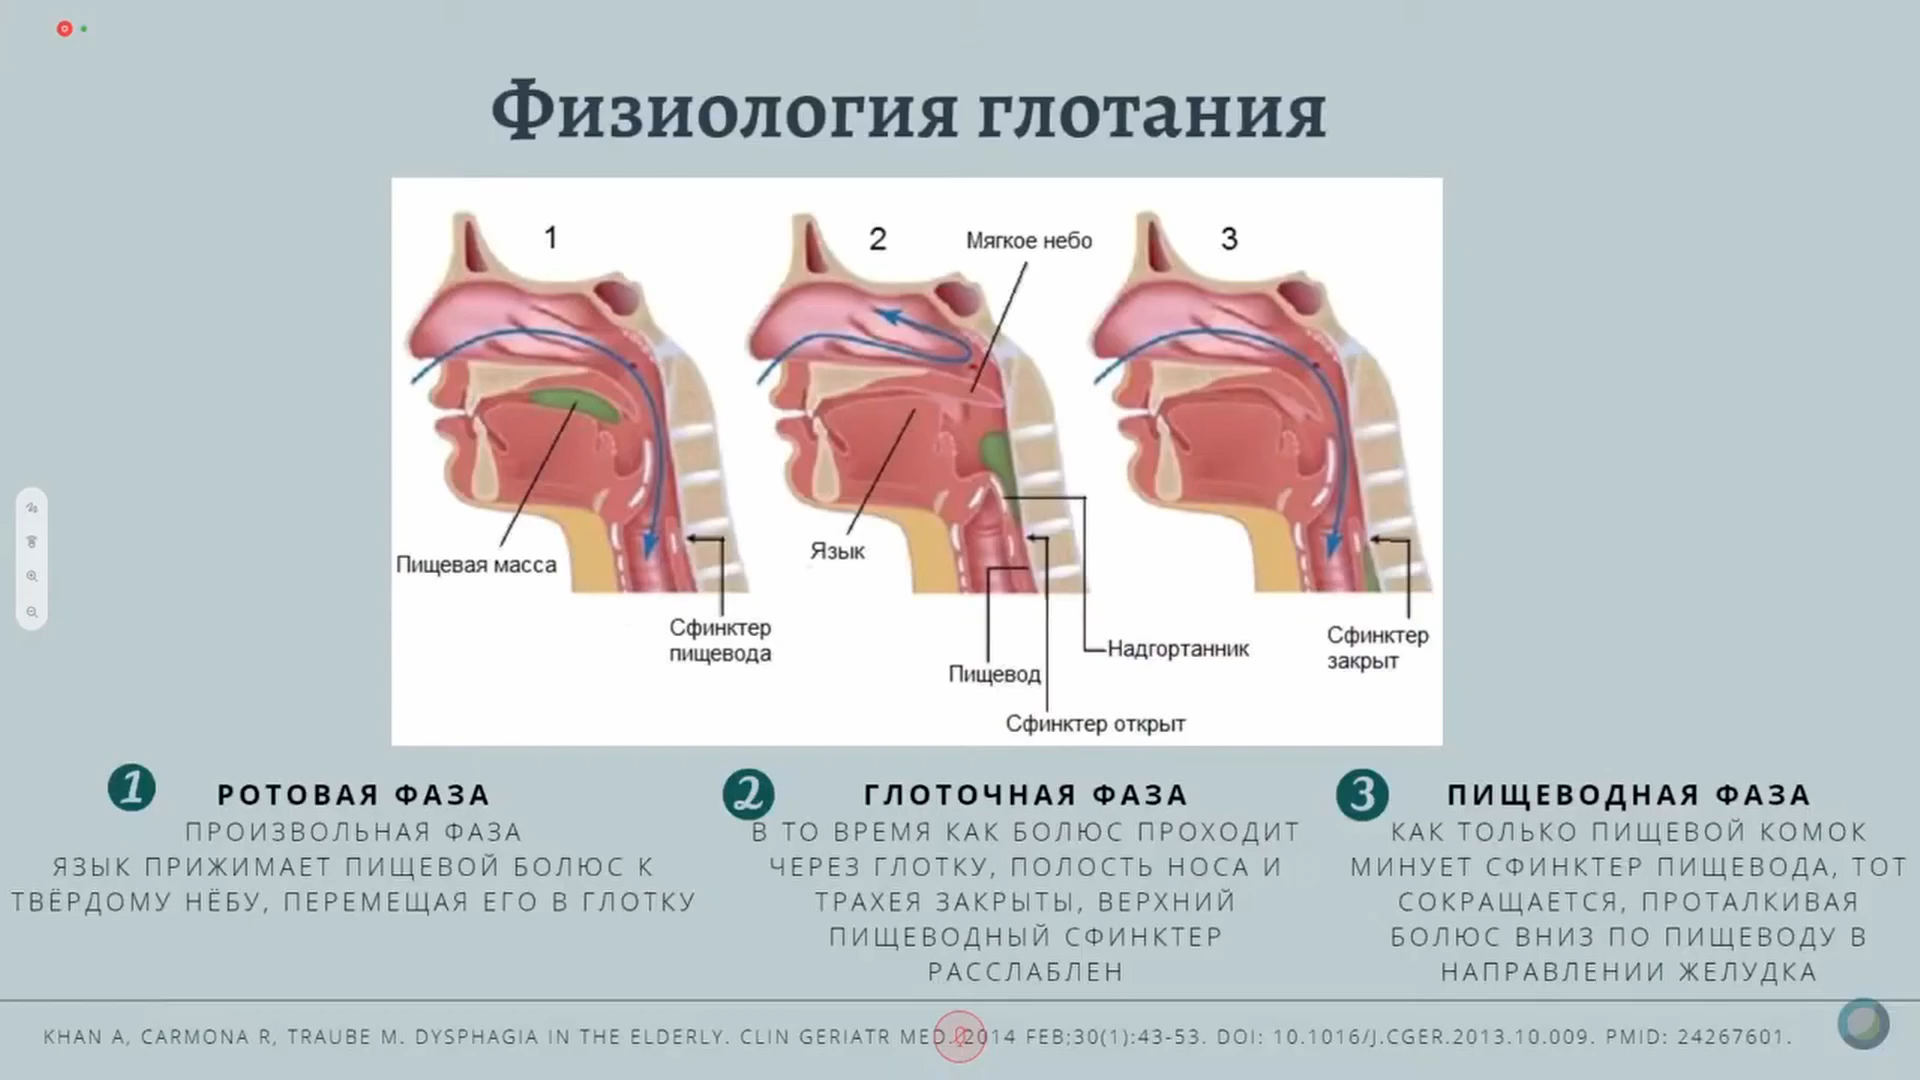 Физиология глотания
1
2
3
Мягкое небо
Пищевая масса
Язык
Сфинктер
пищевода
Пищевод
Надгортанник
Сфинктер открыт
Сфинктер
закрыт
1
РОТОВАЯ ФАЗА
ПРОИЗВОЛЬНАЯ ФАЗА
ЯЗЫК ПРИЖИМАЕТ ПИЩЕВОЙ БОЛЮС К
ТВЁРДОМУ НЁБУ, ПЕРЕМЕЩАЯ ЕГО В ГЛОТКУ
2
ГЛОТОЧНАЯ ФАЗА
В ТО ВРЕМЯ КАК БОЛЮС ПРОХОДИТ
ЧЕРЕЗ ГЛОТКУ, ПОЛОСТЬ НОСА И
ТРАХЕЯ ЗАКРЫТЫ, ВЕРХНИЙ
ПИЩЕВОДНЫЙ СФИНКТЕР
РАССЛАБЛЕН
3
ПИЩЕВОДНАЯ ФАЗА
КАК ТОЛЬКО ПИЩЕВОЙ КОМОК
МИНУЕТ СФИНКТЕР ПИЩЕВОДА, ТОТ
СОКРАЩАЕТСЯ, ПРОТАЛКИВАЯ
БОЛЮС ВНИЗ ПО ПИЩЕВОДУ В
НАПРАВЛЕНИИ ЖЕЛУДКА
KHAN A, CARMONA R, TRAUBE M. DYSPHAGIA IN THE ELDERLY. CLIN GERIATR MED. 2014 FEB;30(1):43-53. DOI: 10.1016/J.CGER.2013.10.009. PMID: 24267601.